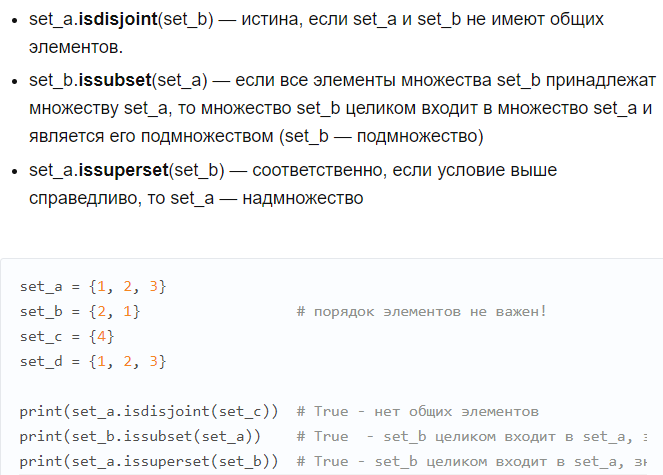 set_a.isdisjoint(set_b) — истина, если set_a и set_b не имеют общих
элементов.
set_b.issubset(set_a) — если все элементы множества set_b принадлежат
множеству set_a, то множество set_b целиком входит в множество set_a и
является его подмножеством (set_b — подмножество)
set_a.issuperset(set_b) — соответственно, если условие выше
справедливо, то set_a — надмножество
set_a = {1, 2, 3}
set_b = {2, 1} # порядок элементов не важен!
set_c = {4}
set_d = {1, 2, 3}
print(set_a.isdisjoint(set_c)) # True - нет общих элементов
print(set_b.issubset(set_a)) # True - set_b целиком входит в set_a,
print(set_a.issuperset(set_b)) # True - set_b целиком входит в set_a,